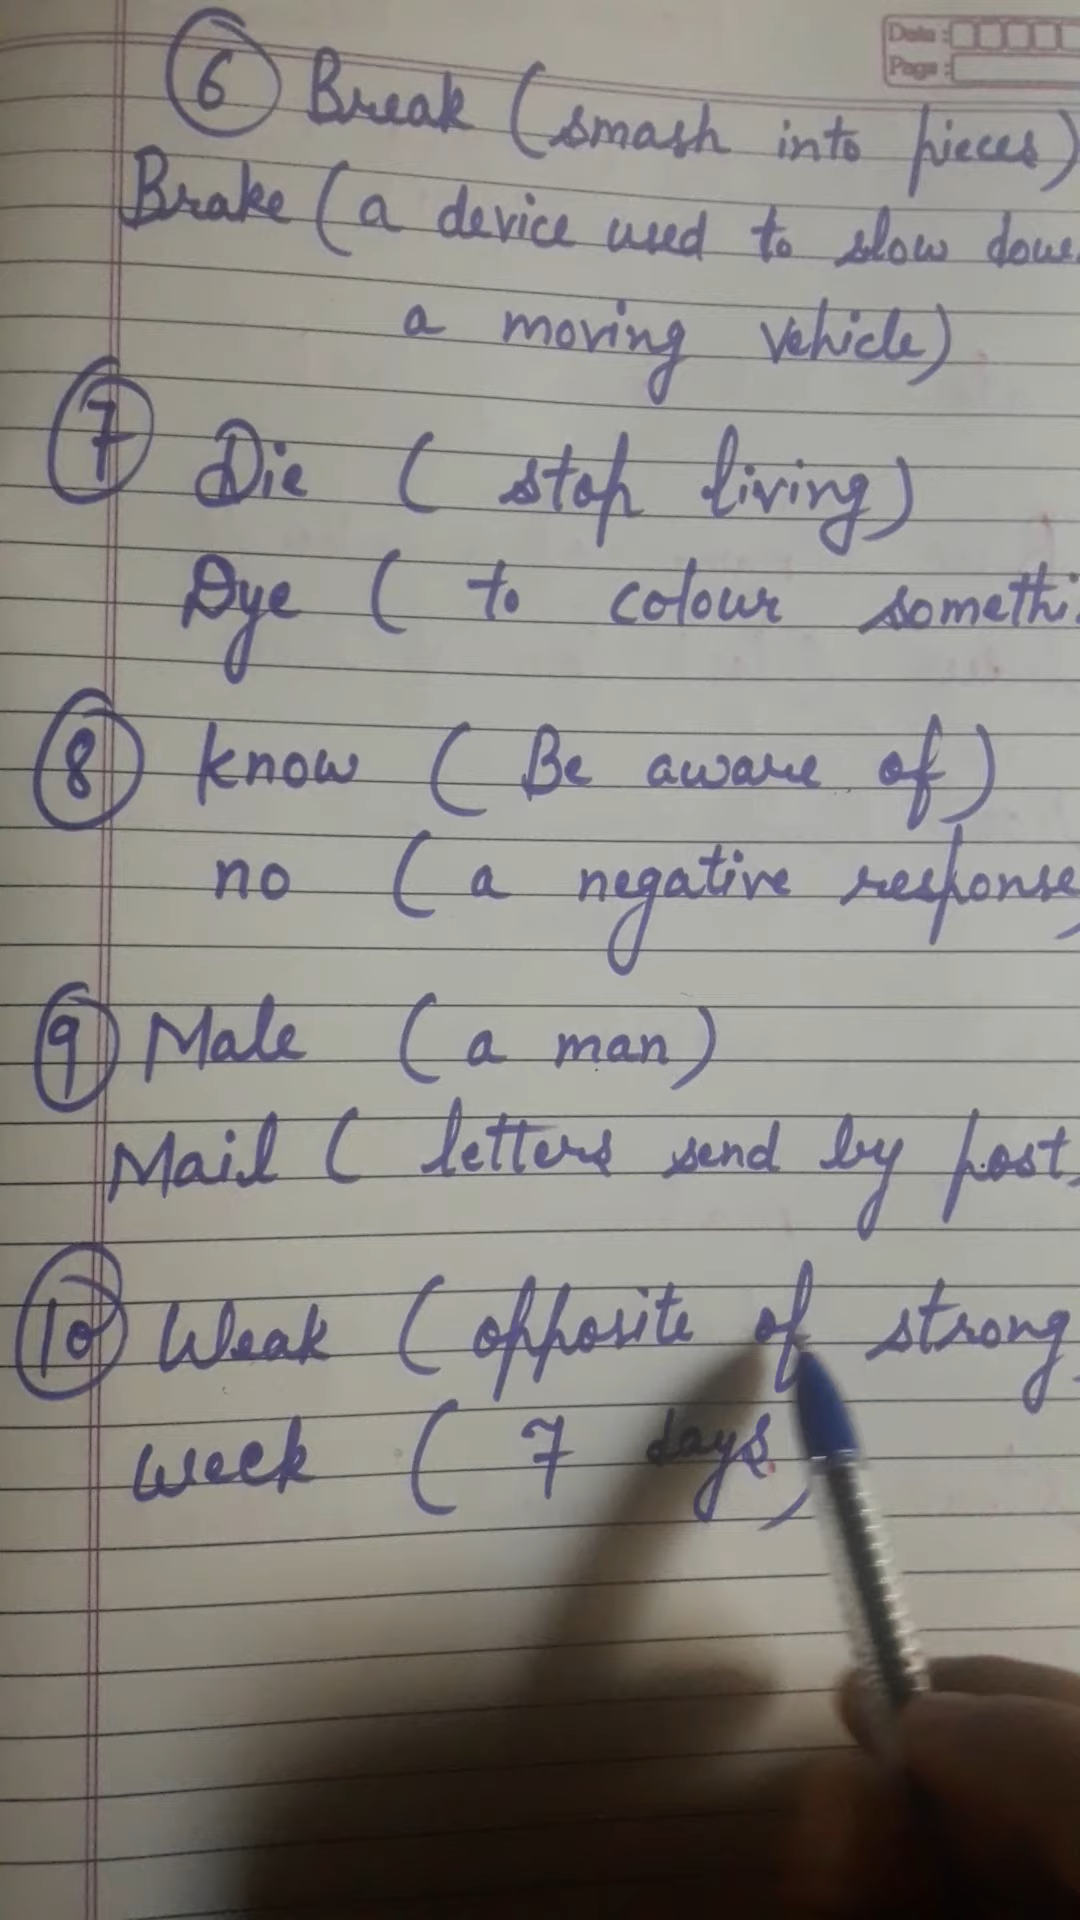 Date :
Page :
6 Break (smash into pieces)
Brake (a device used to slow
a moving vehicle)
7 Die ( stop living)
Dye ( to colour
8 know ( Be aware of )
no ( a negative response)
9 Male ( a man )
Mail ( letters send by post
10 Weak ( opposite of strong
week ( 7 days )